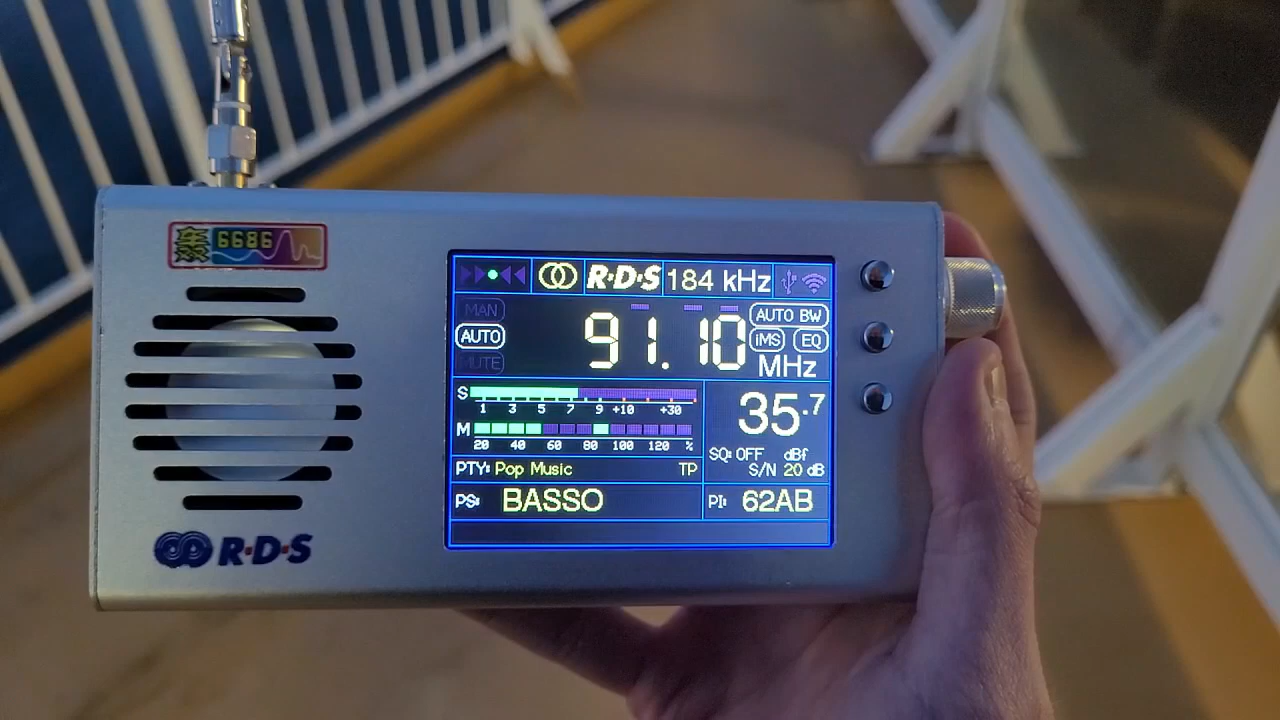 6686
R·D·S 184 kHz
MAN
AUTO
MUTE
91.10
AUTO BW
iMS EQ
MHz
S
1 3 5 7 9 +10 +30
M
20 40 60 80 100 120 %
35.7
SQ: OFF dBf
S/N 20 dB
PTY: Pop Music TP
PS: BASSO
PI: 62AB
R·D·S